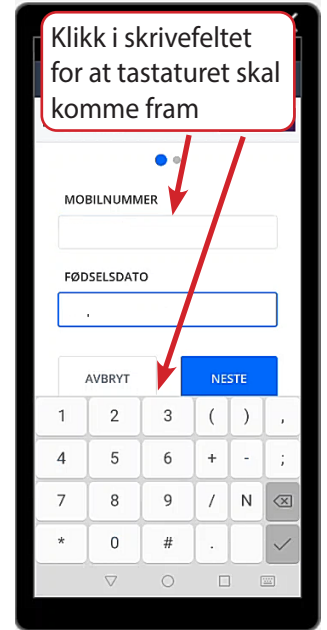 Klikk i skrivefeltet
for at tastaturet skal
komme fram
MOBILNUMMER
FØDSELSDATO
AVBRYT NESTE
1 2 3 ( ) ,
4 5 6 + - ;
7 8 9 / N
* 0 # .